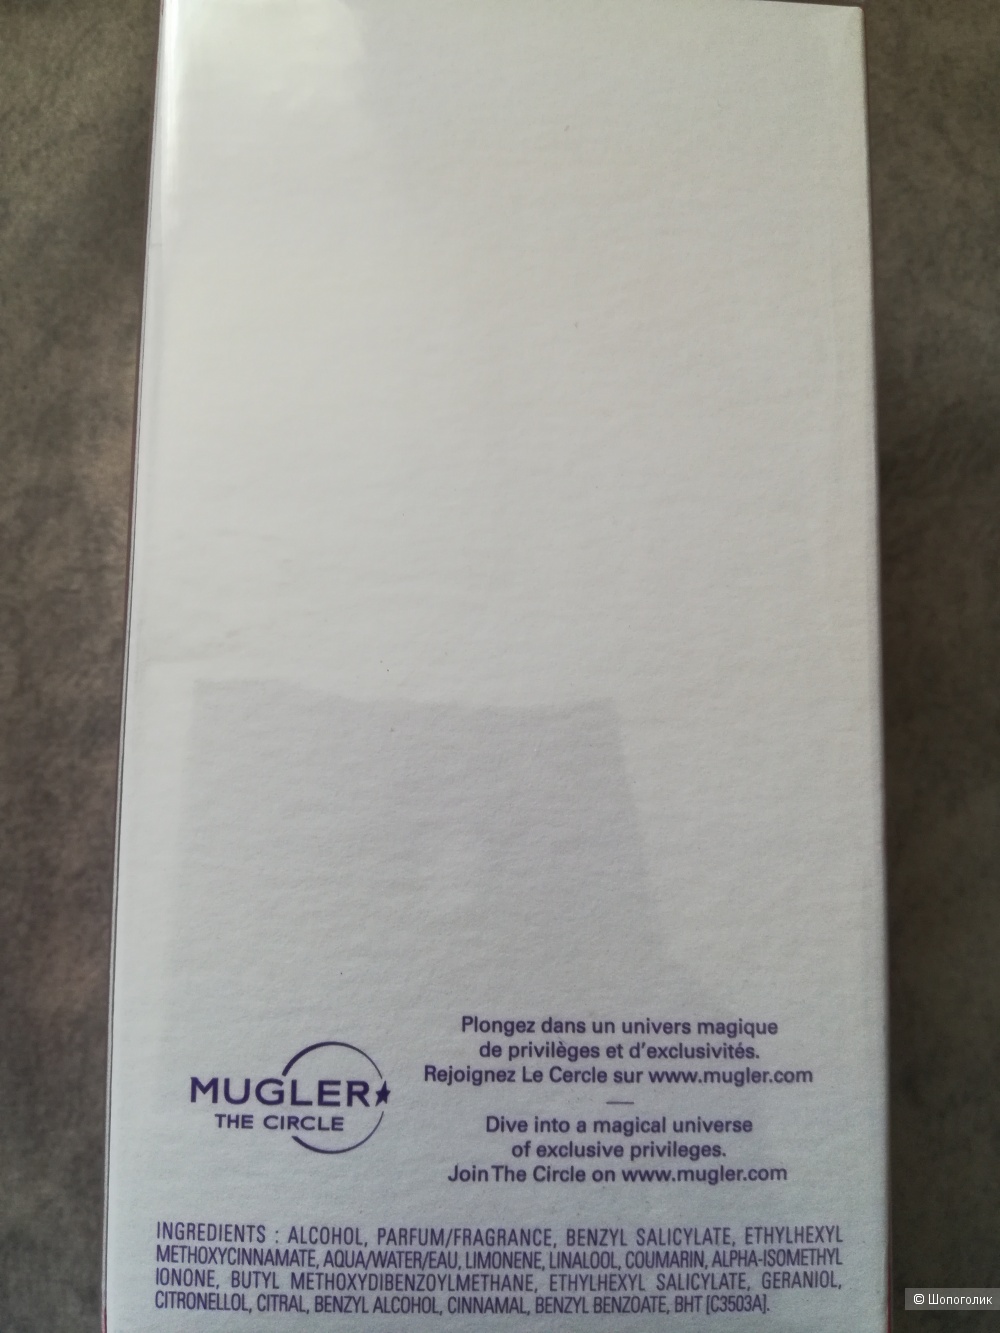 MUGLER
THE CIRCLE
Plongez dans un univers magique
de privilèges et d'exclusivités.
Rejoignez Le Cercle sur www.mugler.com
Dive into a magical universe
of exclusive privileges.
Join The Circle on www.mugler.com
INGREDIENTS : ALCOHOL, PARFUM/FRAGRANCE, BENZYL SALICYLATE, ETHYLHEXYL
METHOXYCINNAMATE, AQUA/WATER/EAU, LIMONENE, LINALOOL, COUMARIN, ALPHA-ISOMETHYL
IONONE, BUTYL METHOXYDIBENZOYLMETHANE, ETHYLHEXYL SALICYLATE, GERANIOL,
CITRONELLOL, CITRAL, BENZYL ALCOHOL, CINNAMAL, BENZYL BENZOATE, BHT [C3503A].
© Шопоголик